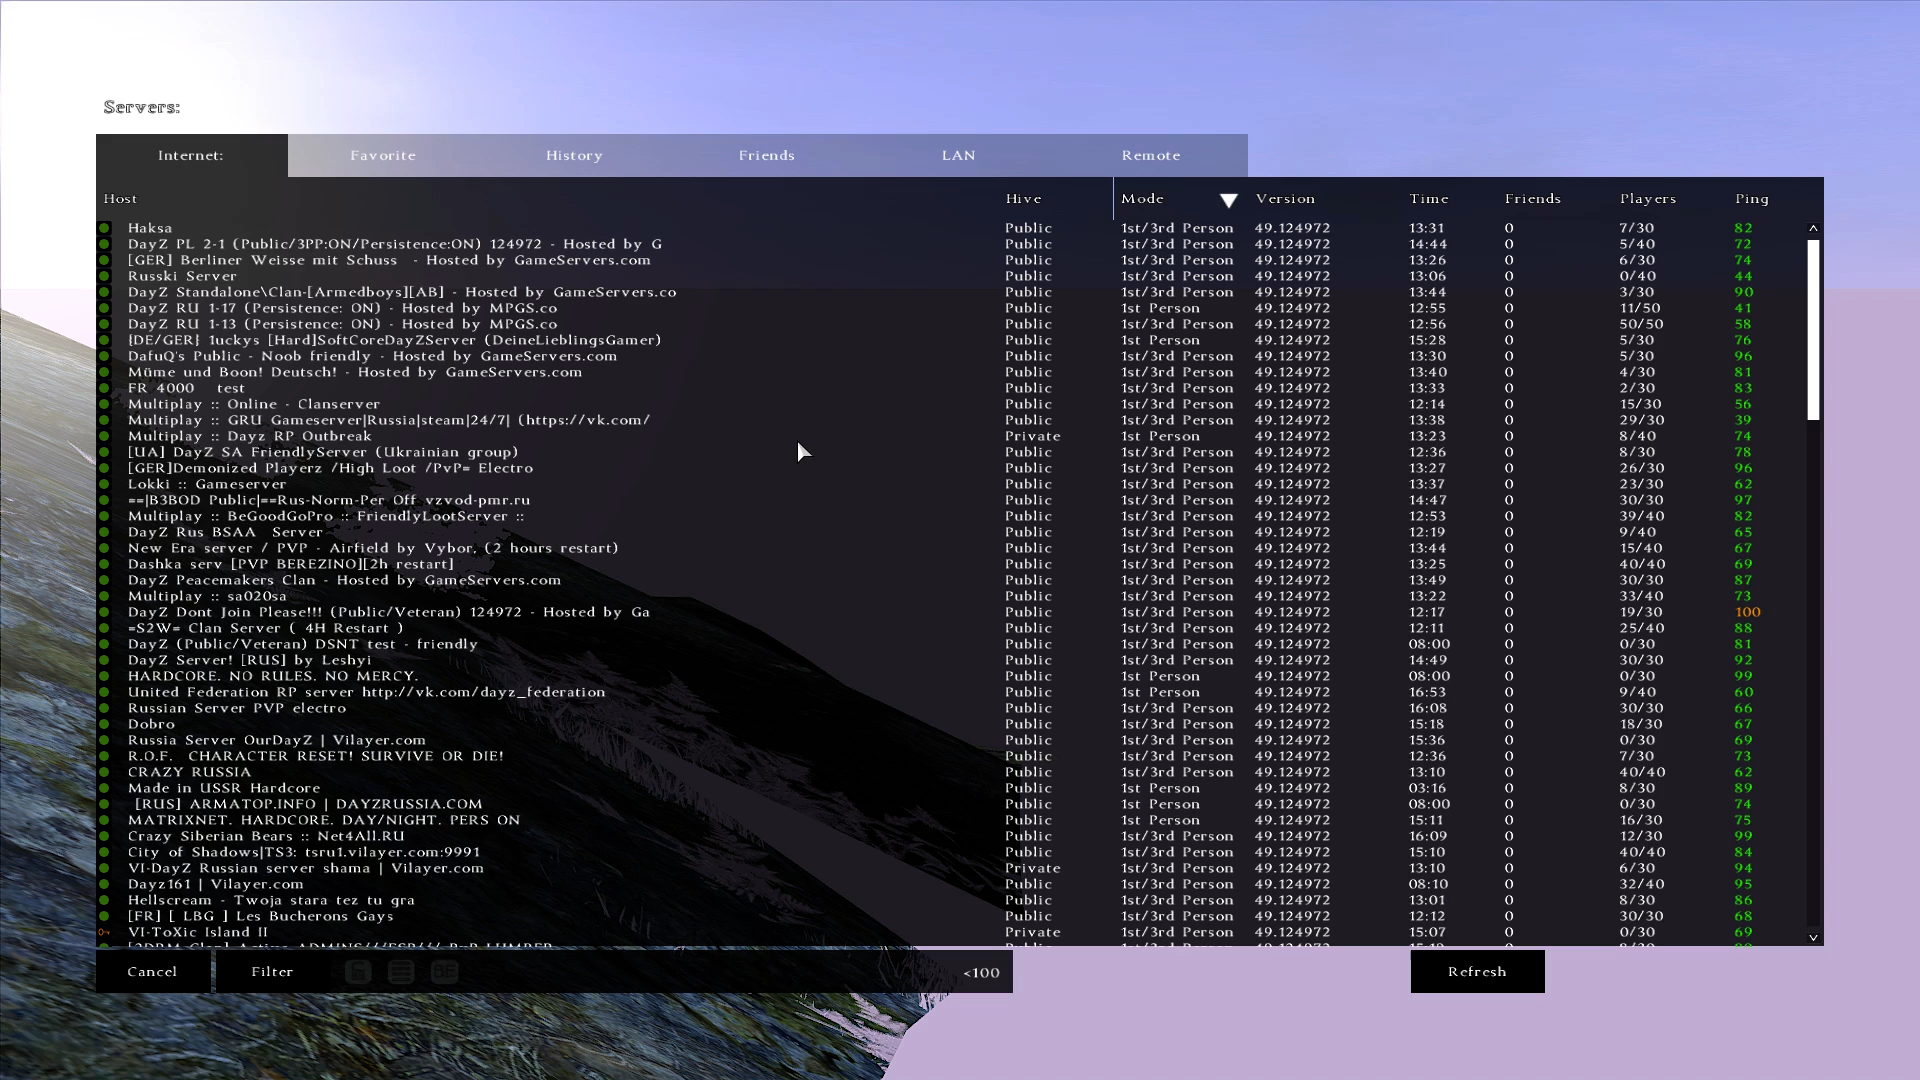 Servers:
Internet: Favorite History Friends LAN Remote
Host Hive Mode Version Time Friends Players Ping
Haksa Public 1st/3rd Person 49.124972 13:31 0 7/30 82
DayZ PL 2-1 (Public/3PP:ON/Persistence:ON) 124972 - Hosted by G Public 1st/3rd Person 49.124972 14:44 0 5/40 72
[GER] Berliner Weisse mit Schuss - Hosted by GameServers.com Public 1st/3rd Person 49.124972 13:26 0 6/30 74
Russki Server Public 1st/3rd Person 49.124972 13:06 0 0/40 44
DayZ Standalone\Clan-[Armedboys][AB] - Hosted by GameServers.co Public 1st/3rd Person 49.124972 13:44 0 3/30 90
DayZ RU 1-17 (Persistence: ON) - Hosted by MPGS.co Public 1st Person 49.124972 12:55 0 11/50 41
DayZ RU 1-13 (Persistence: ON) - Hosted by MPGS.co Public 1st/3rd Person 49.124972 12:56 0 50/50 58
{DE/GER} 1uckys [Hard]SoftCoreDayZServer (DeineLieblingsGamer) Public 1st Person 49.124972 15:28 0 5/30 76
DafuQ's Public - Noob friendly - Hosted by GameServers.com Public 1st/3rd Person 49.124972 13:30 0 5/30 96
Müme und Boon! Deutsch! - Hosted by GameServers.com Public 1st/3rd Person 49.124972 13:40 0 4/30 81
FR 4000 test Public 1st/3rd Person 49.124972 13:33 0 2/30 83
Multiplay :: Online - Clanserver Public 1st/3rd Person 49.124972 12:14 0 15/30 56
Multiplay :: GRU Gameserver|Russia|steam|24/7| (https://vk.com/ Public 1st/3rd Person 49.124972 13:38 0 29/30 39
Multiplay :: Dayz RP Outbreak Private 1st Person 49.124972 13:23 0 8/40 74
[UA] DayZ SA FriendlyServer (Ukrainian group) Public 1st/3rd Person 49.124972 12:36 0 8/30 78
[GER]Demonized Playerz /High Loot /PvP= Electro Public 1st/3rd Person 49.124972 13:27 0 26/30 96
Lokki :: Gameserver Public 1st/3rd Person 49.124972 13:37 0 23/30 62
==|B3BOD Public|==Rus-Norm-Per Off vzvod-pmr.ru Public 1st/3rd Person 49.124972 14:47 0 30/30 97
Multiplay :: BeGoodGoPro :: FriendlyLootServer :: Public 1st/3rd Person 49.124972 12:53 0 39/40 82
DayZ Rus BSAA Server Public 1st/3rd Person 49.124972 12:19 0 9/40 65
New Era server / PVP - Airfield by Vybor, (2 hours restart) Public 1st/3rd Person 49.124972 13:44 0 15/40 67
Dashka serv [PVP BEREZINO][2h restart] Public 1st/3rd Person 49.124972 13:25 0 40/40 69
DayZ Peacemakers Clan - Hosted by GameServers.com Public 1st/3rd Person 49.124972 13:49 0 30/30 87
Multiplay :: sa020sa Public 1st/3rd Person 49.124972 13:22 0 33/40 73
DayZ Dont Join Please!!! (Public/Veteran) 124972 - Hosted by Ga Public 1st/3rd Person 49.124972 12:17 0 19/30 100
=S2W= Clan Server ( 4H Restart ) Public 1st/3rd Person 49.124972 12:11 0 25/40 88
DayZ (Public/Veteran) DSNT test - friendly Public 1st/3rd Person 49.124972 08:00 0 0/30 81
DayZ Server! [RUS] by Leshyi Public 1st/3rd Person 49.124972 14:49 0 30/30 92
HARDCORE. NO RULES. NO MERCY. Public 1st Person 49.124972 08:00 0 0/30 99
United Federation RP server http://vk.com/dayz_federation Public 1st Person 49.124972 16:53 0 9/40 60
Russian Server PVP electro Public 1st/3rd Person 49.124972 16:08 0 30/30 66
Dobro Public 1st/3rd Person 49.124972 15:18 0 18/30 67
Russia Server OurDayZ | Vilayer.com Public 1st/3rd Person 49.124972 15:36 0 0/30 69
R.O.F. CHARACTER RESET! SURVIVE OR DIE! Public 1st/3rd Person 49.124972 12:36 0 7/30 73
CRAZY RUSSIA Public 1st/3rd Person 49.124972 13:10 0 40/40 62
Made in USSR Hardcore Public 1st Person 49.124972 03:16 0 8/30 89
[RUS] ARMATOP.INFO | DAYZRUSSIA.COM Public 1st Person 49.124972 08:00 0 0/30 74
MATRIXNET. HARDCORE. DAY/NIGHT. PERS ON Public 1st Person 49.124972 15:11 0 16/30 75
Crazy Siberian Bears :: Net4All.RU Public 1st/3rd Person 49.124972 16:09 0 12/30 99
City of Shadows|TS3: tsru1.vilayer.com:9991 Public 1st/3rd Person 49.124972 15:10 0 40/40 84
VI-DayZ Russian server shama | Vilayer.com Private 1st/3rd Person 49.124972 13:10 0 6/30 94
Dayz161 | Vilayer.com Public 1st/3rd Person 49.124972 08:10 0 32/40 95
Hellscream - Twoja stara tez tu gra Public 1st/3rd Person 49.124972 13:01 0 8/30 86
[FR] [ LBG ] Les Bucherons Gays Public 1st/3rd Person 49.124972 12:12 0 30/30 68
VI-ToXic Island II Private 1st/3rd Person 49.124972 15:07 0 0/30 69
Cancel Filter BE <100 Refresh